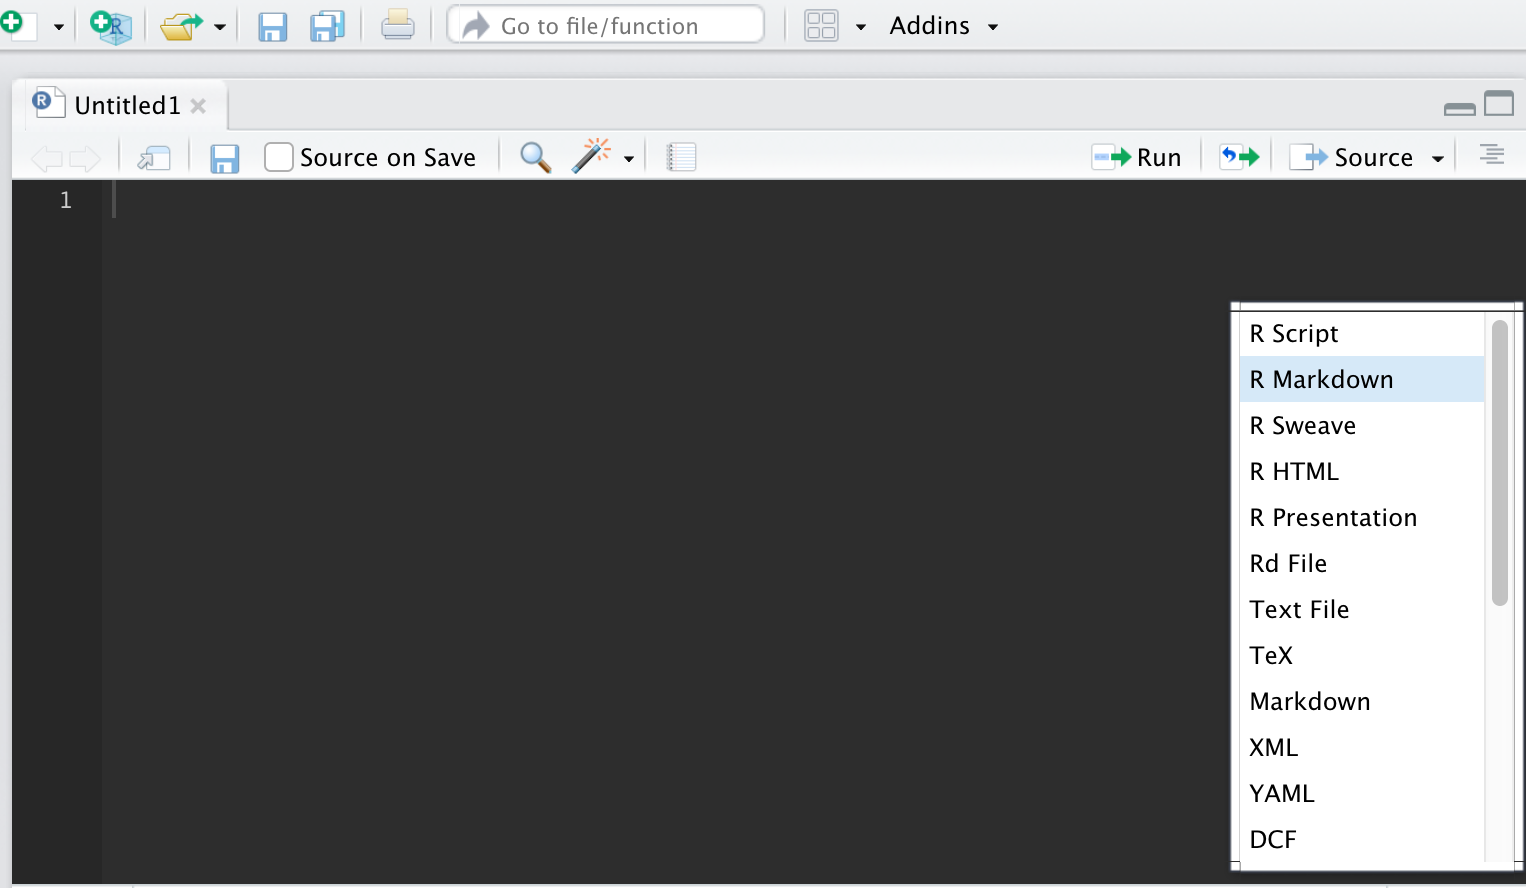 Go to file/function
Addins
Untitled1
Source on Save
Run
Source
1
R Script
R Markdown
R Sweave
R HTML
R Presentation
Rd File
Text File
TeX
Markdown
XML
YAML
DCF